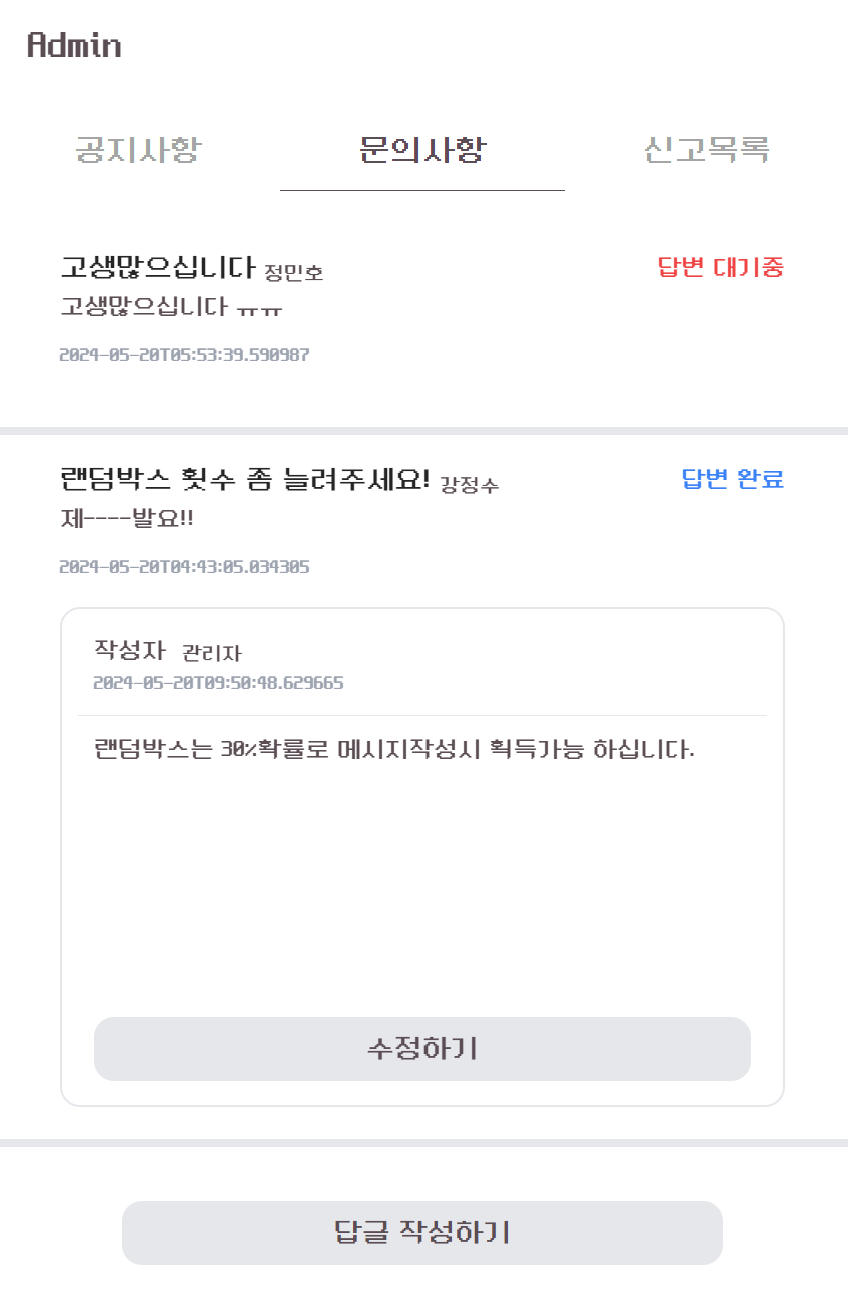 Admin
공지사항 문의사항 신고목록
고생많으십니다 정민호 답변 대기중
고생많으십니다 ㅠㅠ
2024-05-20T05:53:39.590987
랜덤박스 횟수 좀 늘려주세요! 강정수 답변 완료
제----발요!!
2024-05-20T04:43:05.034305
작성자 관리자
2024-05-20T09:50:48.629665
랜덤박스는 30%확률로 메시지작성시 획득가능 하십니다.
수정하기
답글 작성하기